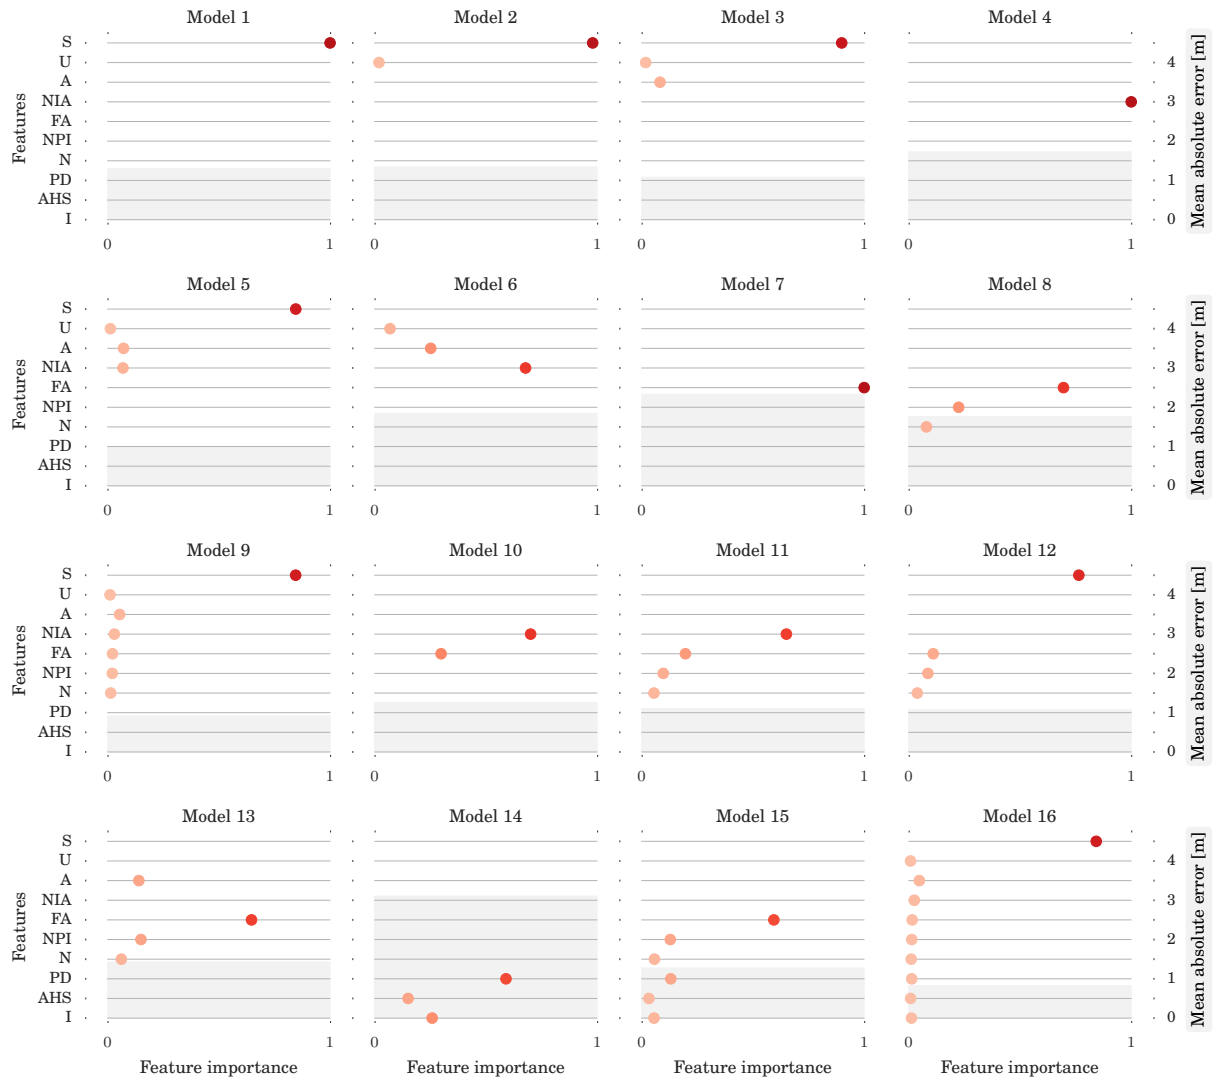 Model 1 Model 2 Model 3 Model 4
S
U 4
A
NIA 3
FA
NPI 2
N
PD 1
AHS
I 0
Features
Mean absolute error [m]
0 1 0 1 0 1 0 1
Model 5 Model 6 Model 7 Model 8
S
U 4
A
NIA 3
FA
NPI 2
N
PD 1
AHS
I 0
Features
Mean absolute error [m]
0 1 0 1 0 1 0 1
Model 9 Model 10 Model 11 Model 12
S
U 4
A
NIA 3
FA
NPI 2
N
PD 1
AHS
I 0
Features
Mean absolute error [m]
0 1 0 1 0 1 0 1
Model 13 Model 14 Model 15 Model 16
S
U 4
A
NIA 3
FA
NPI 2
N
PD 1
AHS
I 0
Features
Mean absolute error [m]
0 1 0 1 0 1 0 1
Feature importance Feature importance Feature importance Feature importance